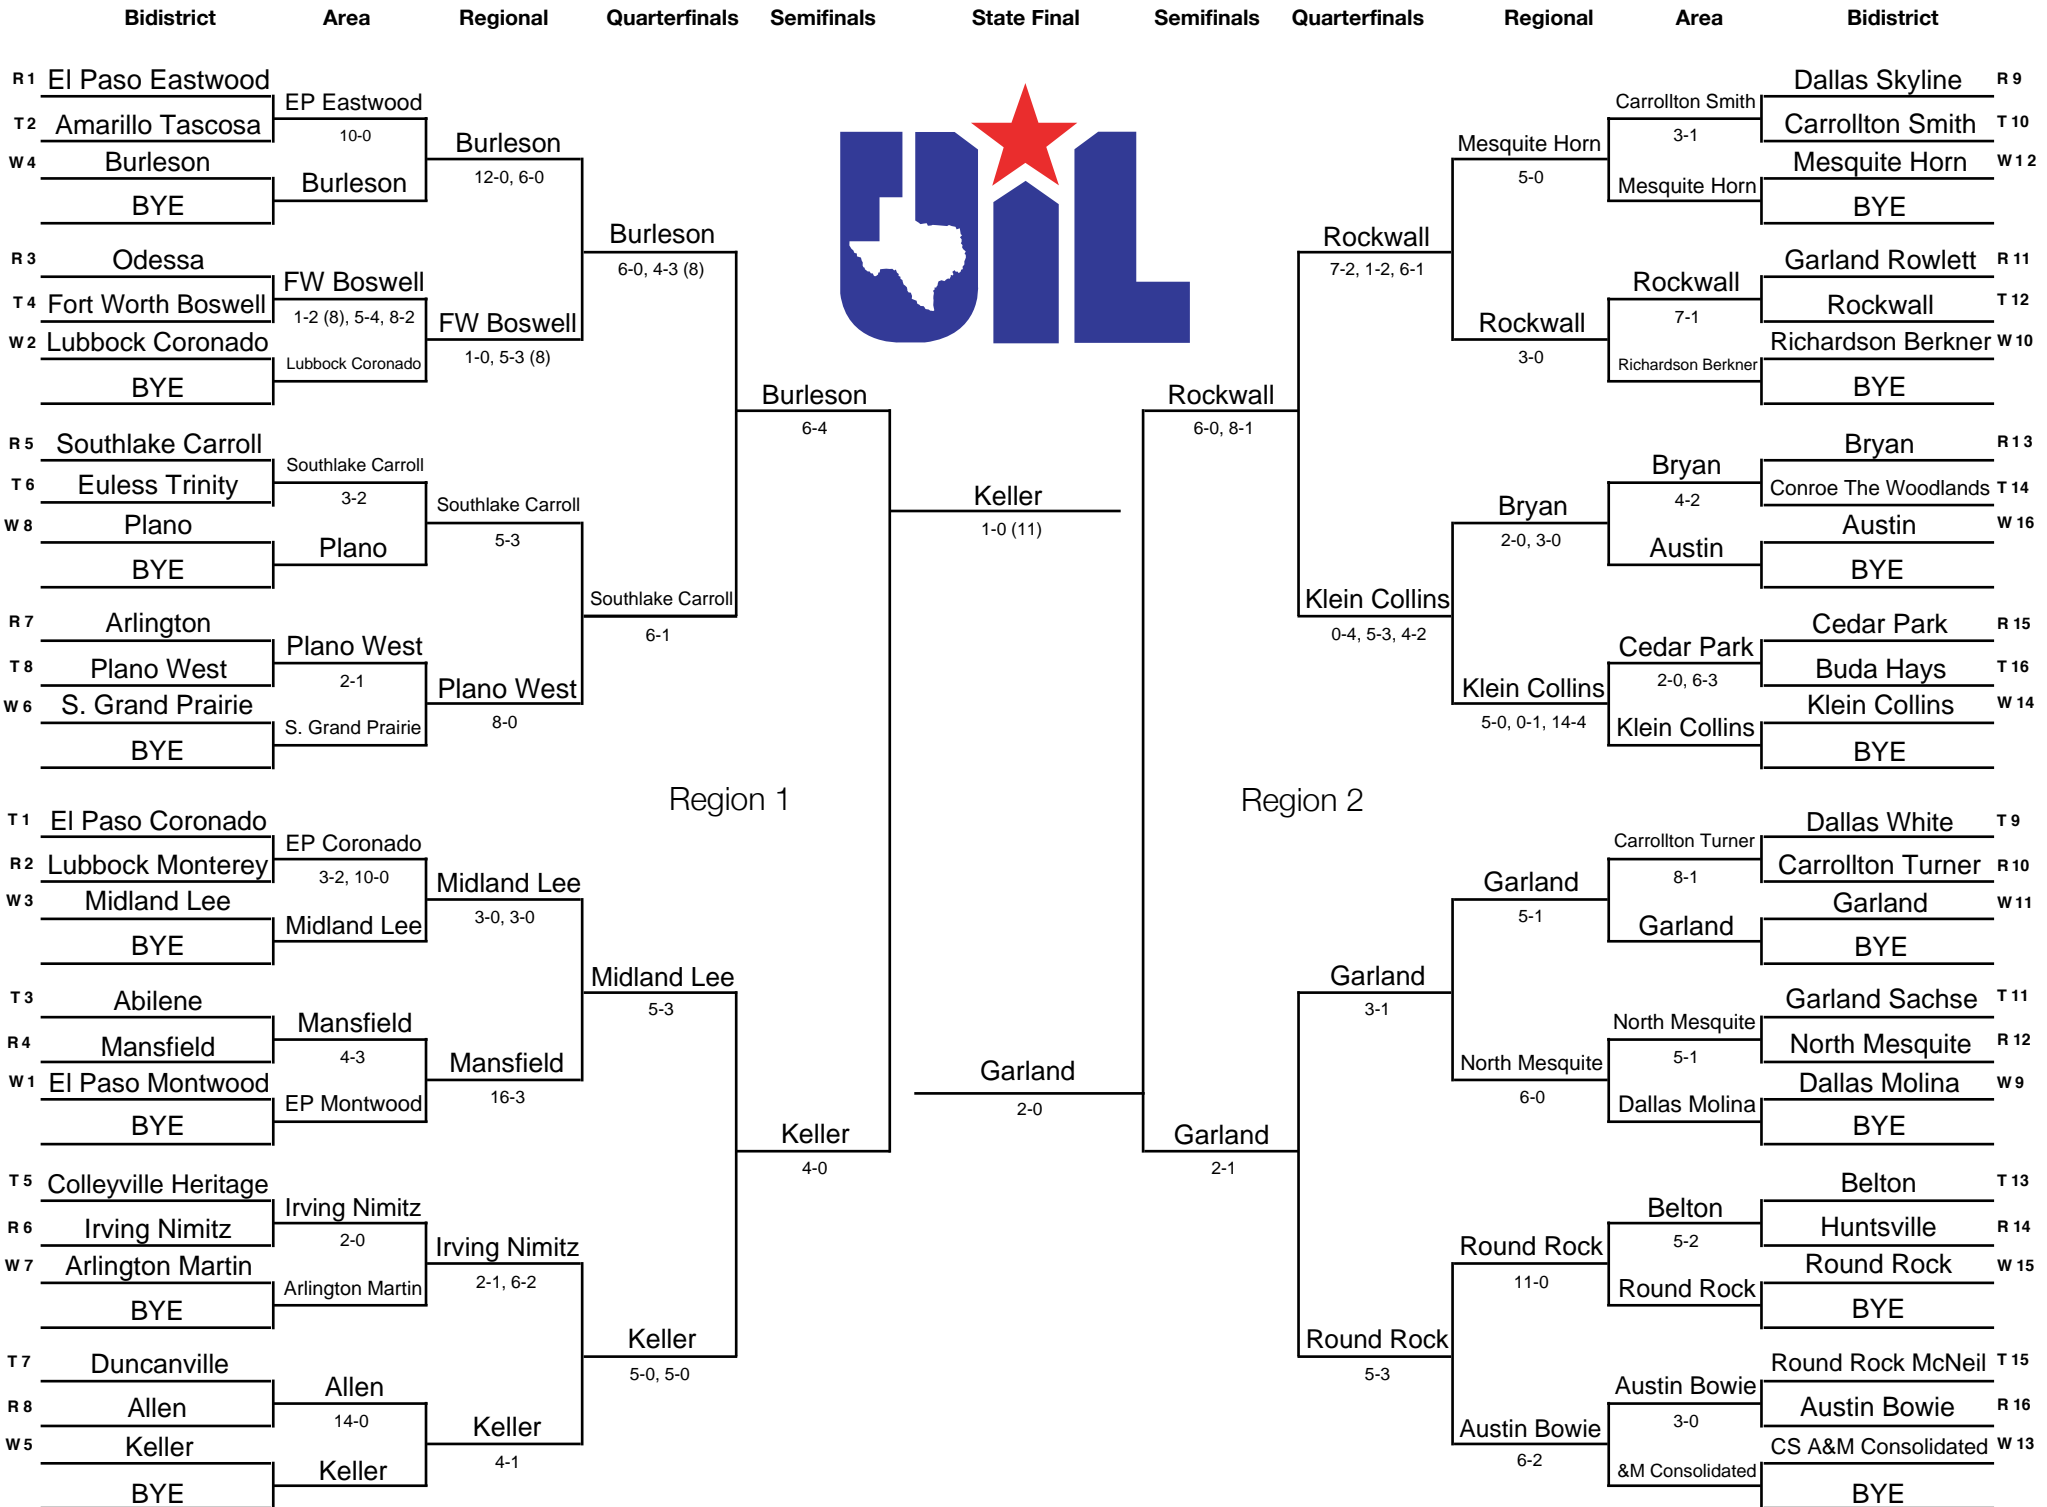 Bidistrict Area Regional Quarterfinals Semifinals State Final Semifinals Quarterfinals Regional Area Bidistrict
R 1 El Paso Eastwood
T 2 Amarillo Tascosa
W 4 Burleson
BYE
R 3 Odessa
T 4 Fort Worth Boswell
W 2 Lubbock Coronado
BYE
R 5 Southlake Carroll
T 6 Euless Trinity
W 8 Plano
BYE
R 7 Arlington
T 8 Plano West
W 6 S. Grand Prairie
BYE
T 1 El Paso Coronado
R 2 Lubbock Monterey
W 3 Midland Lee
BYE
T 3 Abilene
R 4 Mansfield
W 1 El Paso Montwood
BYE
T 5 Colleyville Heritage
R 6 Irving Nimitz
W 7 Arlington Martin
BYE
T 7 Duncanville
R 8 Allen
W 5 Keller
BYE
EP Eastwood
10-0
Burleson
FW Boswell
1-2 (8), 5-4, 8-2
Lubbock Coronado
Southlake Carroll
3-2
Plano
Plano West
2-1
S. Grand Prairie
EP Coronado
3-2, 10-0
Midland Lee
Mansfield
4-3
EP Montwood
Irving Nimitz
2-0
Arlington Martin
Allen
14-0
Keller
Burleson
12-0, 6-0
FW Boswell
1-0, 5-3 (8)
Southlake Carroll
5-3
Plano West
8-0
Midland Lee
3-0, 3-0
Mansfield
16-3
Irving Nimitz
2-1, 6-2
Keller
4-1
Burleson
6-0, 4-3 (8)
Southlake Carroll
6-1
Midland Lee
5-3
Keller
5-0, 5-0
Region 1
Burleson
6-4
Keller
4-0
UIL
Keller
1-0 (11)
Garland
2-0
Rockwall
6-0, 8-1
Garland
2-1
Region 2
Rockwall
7-2, 1-2, 6-1
Klein Collins
0-4, 5-3, 4-2
Garland
3-1
Round Rock
5-3
Mesquite Horn
5-0
Rockwall
3-0
Bryan
2-0, 3-0
Klein Collins
5-0, 0-1, 14-4
Garland
5-1
North Mesquite
6-0
Round Rock
11-0
Austin Bowie
6-2
Carrollton Smith
3-1
Mesquite Horn
Rockwall
7-1
Richardson Berkner
Bryan
4-2
Austin
Cedar Park
2-0, 6-3
Klein Collins
Carrollton Turner
8-1
Garland
North Mesquite
5-1
Dallas Molina
Belton
5-2
Round Rock
Austin Bowie
3-0
&M Consolidated
Dallas Skyline R 9
Carrollton Smith T 10
Mesquite Horn W 1 2
BYE
Garland Rowlett R 11
Rockwall T 12
Richardson Berkner W 10
BYE
Bryan R 1 3
Conroe The Woodlands T 14
Austin W 16
BYE
Cedar Park R 15
Buda Hays T 16
Klein Collins W 14
BYE
Dallas White T 9
Carrollton Turner R 10
Garland W 11
BYE
Garland Sachse T 11
North Mesquite R 12
Dallas Molina W 9
BYE
Belton T 13
Huntsville R 14
Round Rock W 15
BYE
Round Rock McNeil T 15
Austin Bowie R 16
CS A&M Consolidated W 13
BYE